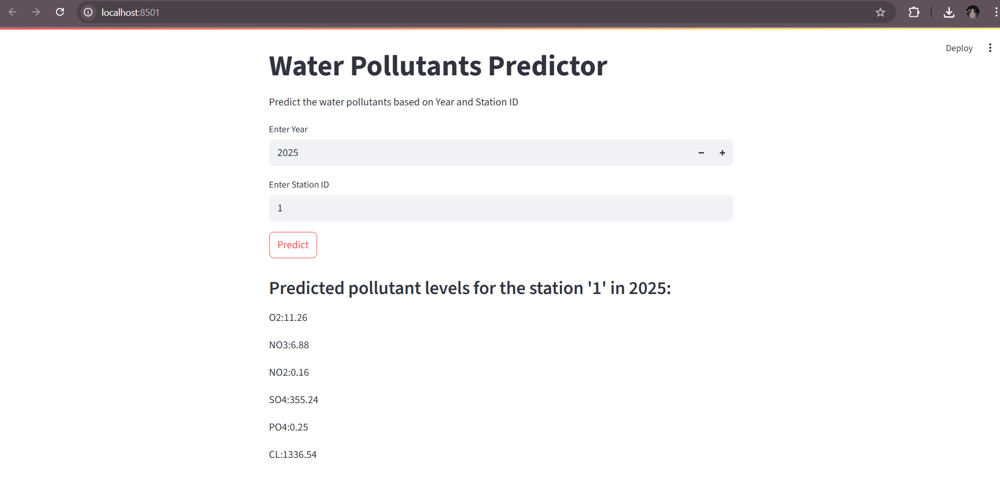 localhost:8501
Deploy
Water Pollutants Predictor
Predict the water pollutants based on Year and Station ID
Enter Year
2025
Enter Station ID
1
Predict
Predicted pollutant levels for the station '1' in 2025:
O2:11.26
NO3:6.88
NO2:0.16
SO4:355.24
PO4:0.25
CL:1336.54